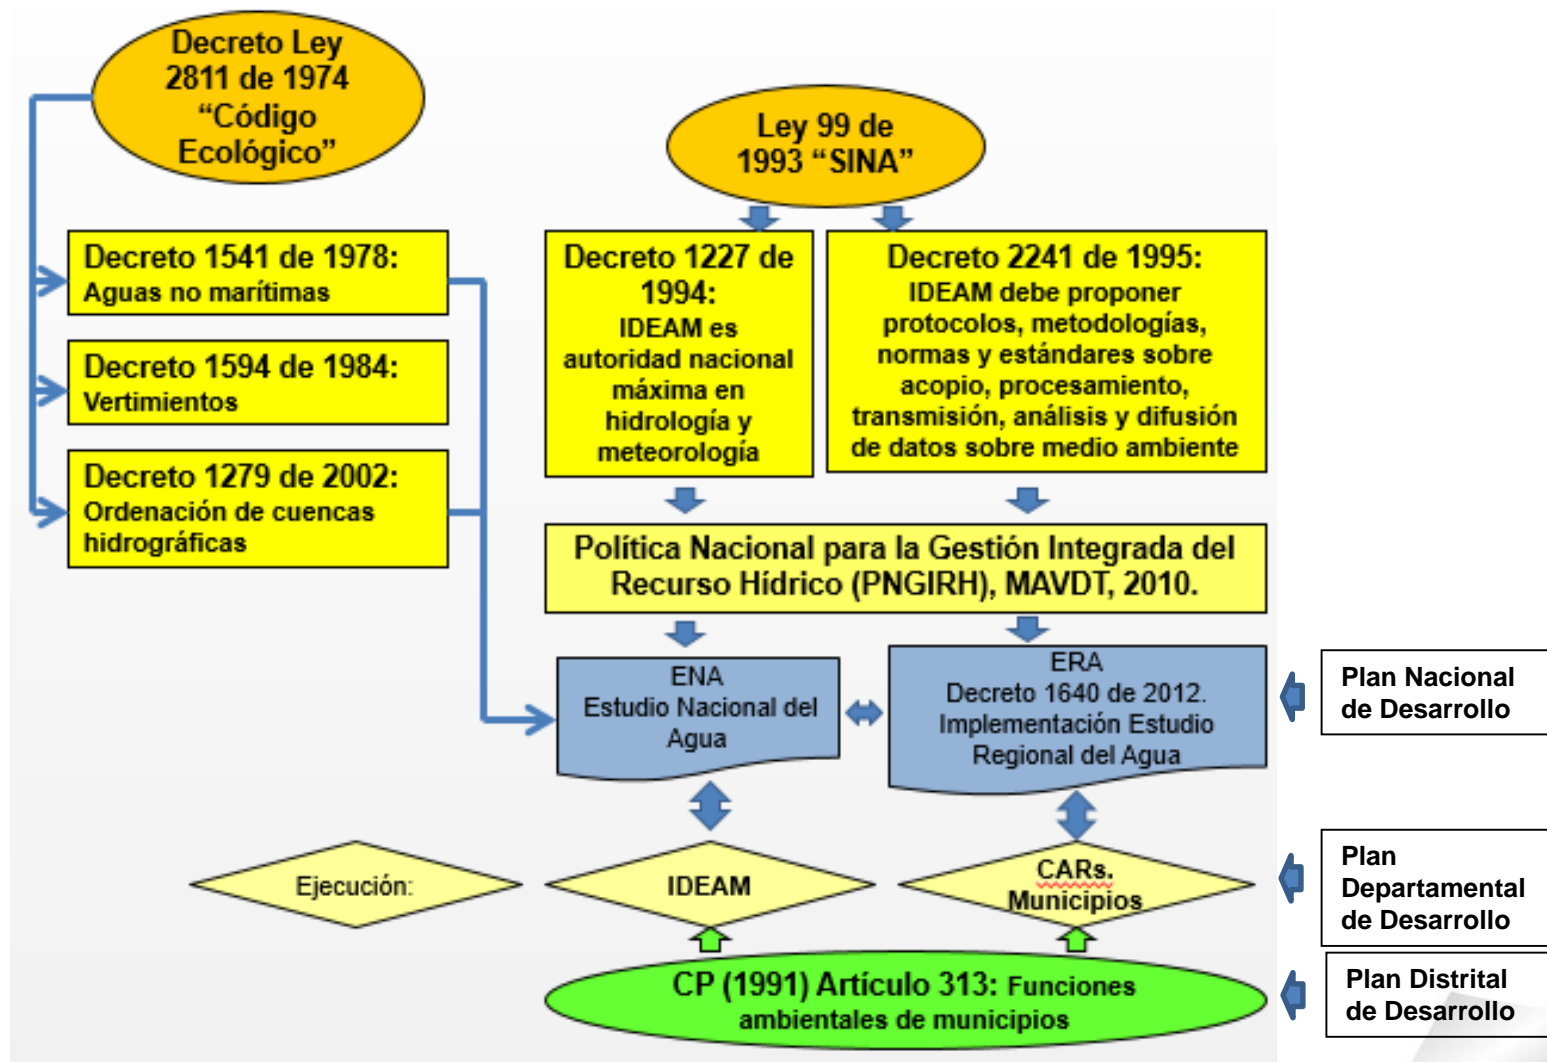 Decreto Ley
2811 de 1974
“Código
Ecológico”
Ley 99 de
1993 “SINA”
Decreto 1541 de 1978:
Aguas no marítimas
Decreto 1594 de 1984:
Vertimientos
Decreto 1279 de 2002:
Ordenación de cuencas
hidrográficas
Decreto 1227 de
1994:
IDEAM es
autoridad nacional
máxima en
hidrología y
meteorología
Decreto 2241 de 1995:
IDEAM debe proponer
protocolos, metodologías,
normas y estándares sobre
acopio, procesamiento,
transmisión, análisis y difusión
de datos sobre medio ambiente
Política Nacional para la Gestión Integrada del
Recurso Hídrico (PNGIRH), MAVDT, 2010.
ENA
Estudio Nacional del
Agua
ERA
Decreto 1640 de 2012.
Implementación Estudio
Regional del Agua
Plan Nacional
de Desarrollo
Ejecución:
IDEAM
CARs.
Municipios
Plan
Departamental
de Desarrollo
CP (1991) Artículo 313: Funciones
ambientales de municipios
Plan Distrital
de Desarrollo